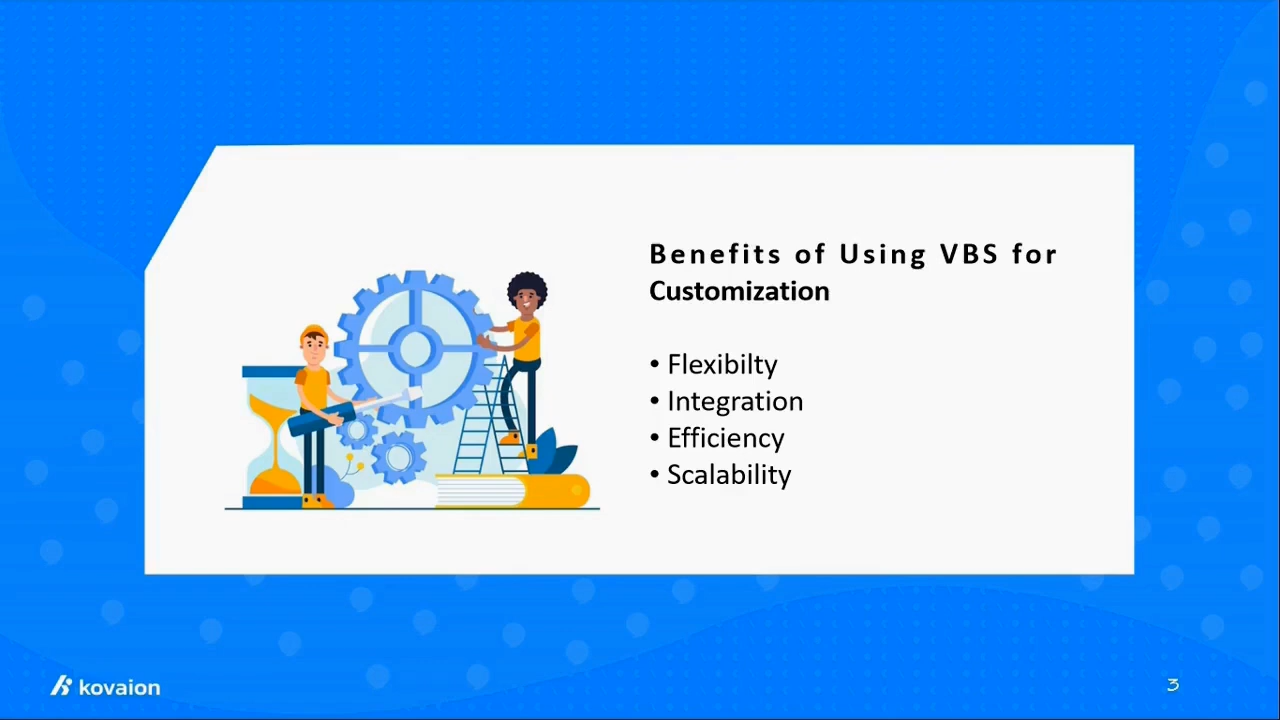 Benefits of Using VBS for
Customization
• Flexibilty
• Integration
• Efficiency
• Scalability
kovaion
3